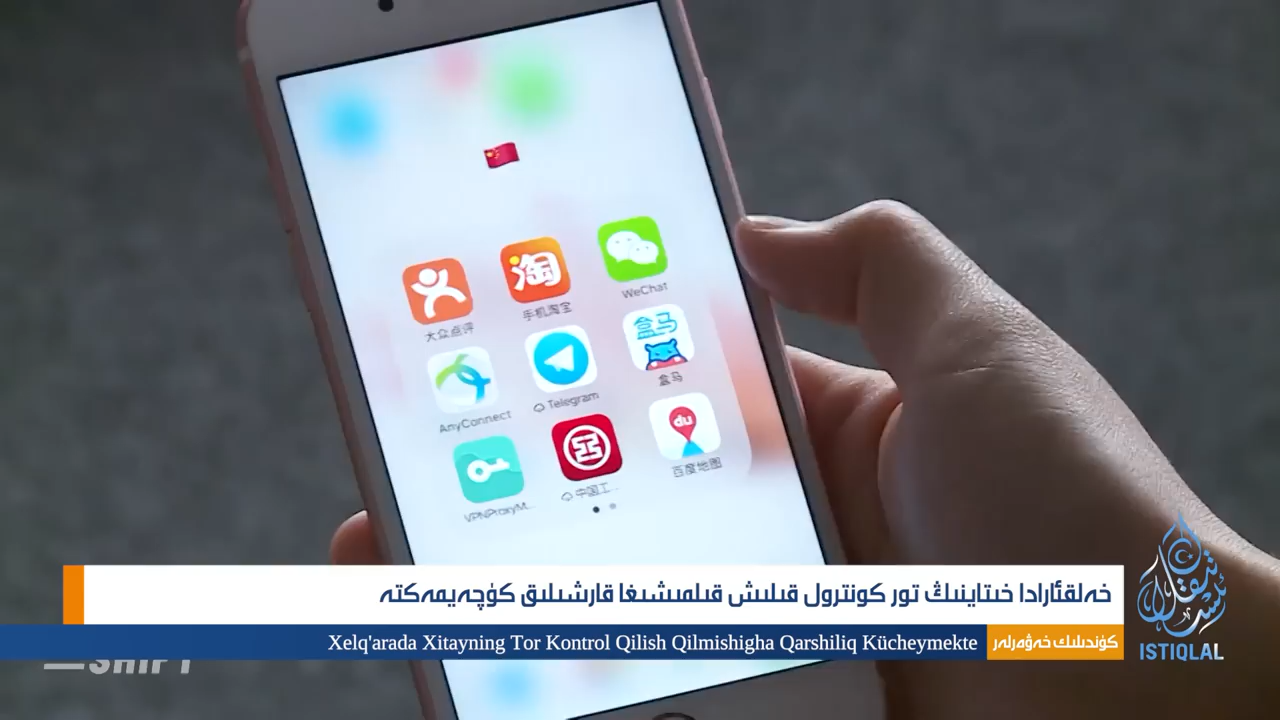 大众点评
淘
手机淘宝
WeChat
AnyConnect
Telegram
盒马
盒马
VPNProxyM...
中国工...
du
百度地图
خەلقئارادا خىتاينىڭ تور كونترول قىلىش قىلمىشىغا قارشىلىق كۈچەيمەكتە
Xelq'arada Xitayning Tor Kontrol Qilish Qilmishigha Qarshiliq Kücheymekte
كۈندىلىك خەۋەرلەر
ISTIQLAL